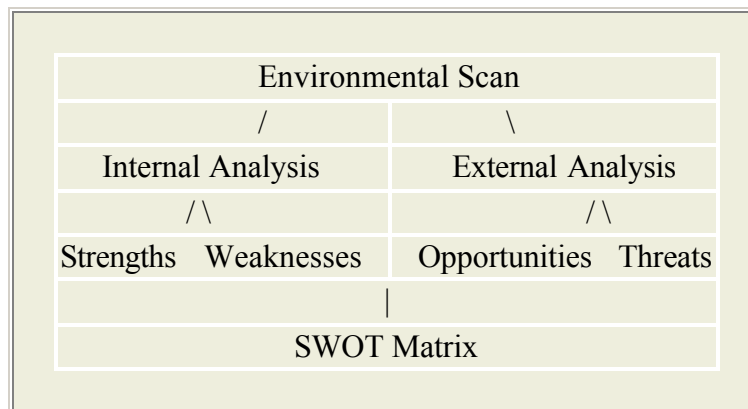 Environmental Scan
/ \
Internal Analysis External Analysis
/ \ / \
Strengths Weaknesses Opportunities Threats
|
SWOT Matrix